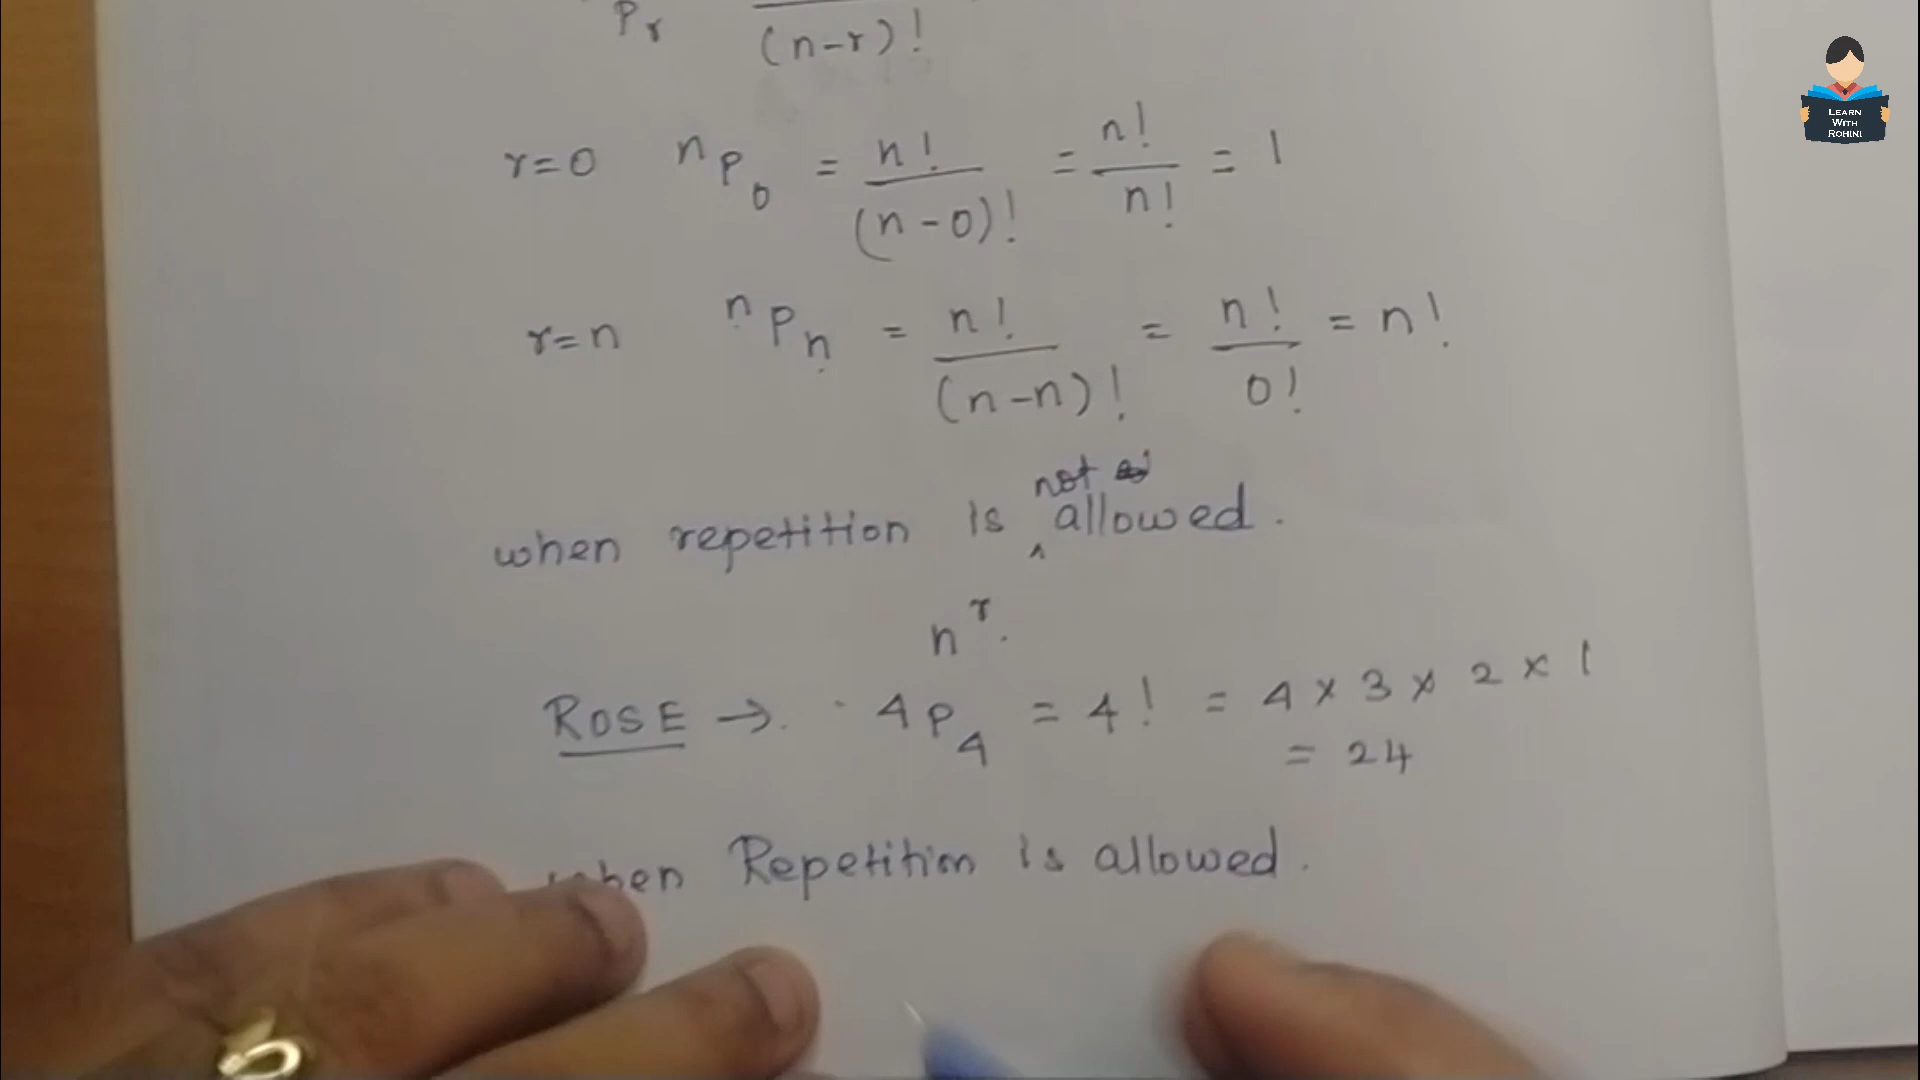 Pr (n-r)!
LEARN
WITH
ROHINI
r=0 nP0 = n!/(n-0)! = n!/n! = 1
r=n nPn = n!/(n-n)! = n!/0! = n!
not
when repetition is ^ allowed.
n^r.
ROSE → 4P4 = 4! = 4 x 3 x 2 x 1
= 24
when Repetition is allowed.